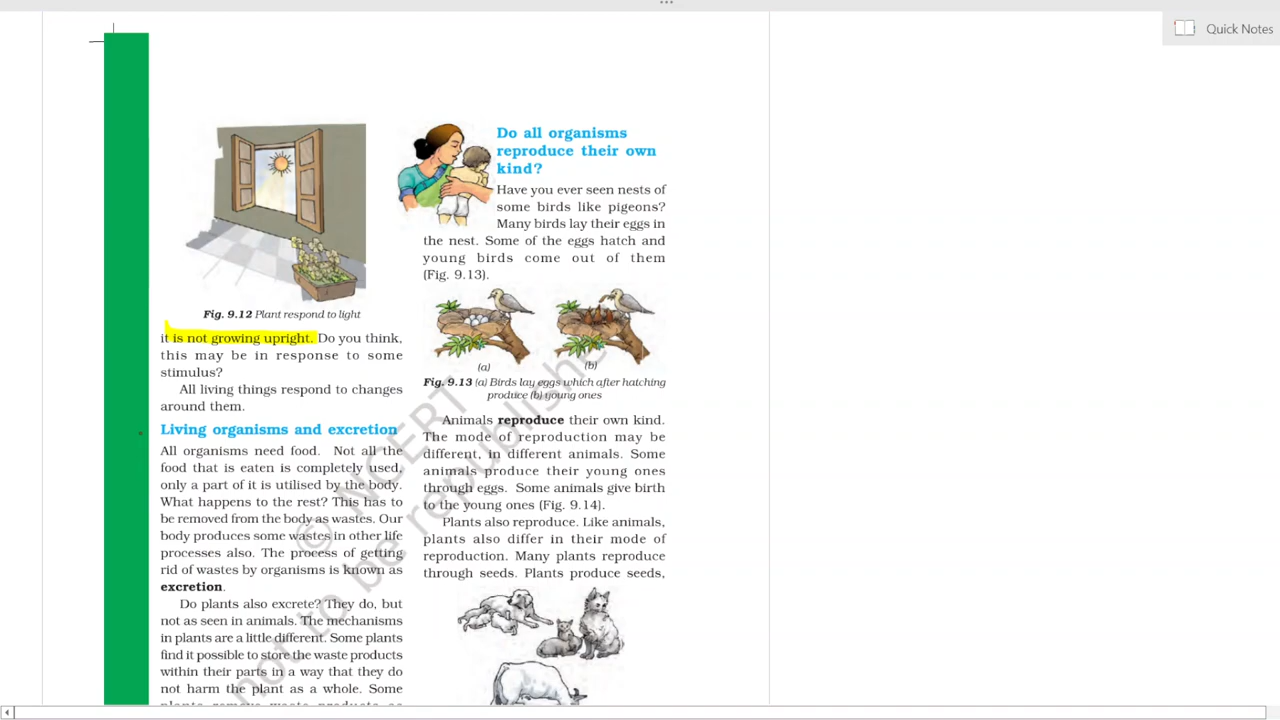 Quick Notes
Fig. 9.12 Plant respond to light
it is not growing upright. Do you think,
this may be in response to some
stimulus?
All living things respond to changes
around them.
Living organisms and excretion
All organisms need food. Not all the
food that is eaten is completely used,
only a part of it is utilised by the body.
What happens to the rest? This has to
be removed from the body as wastes. Our
body produces some wastes in other life
processes also. The process of getting
rid of wastes by organisms is known as
excretion.
Do plants also excrete? They do, but
not as seen in animals. The mechanisms
in plants are a little different. Some plants
find it possible to store the waste products
within their parts in a way that they do
not harm the plant as a whole. Some
plants remove waste products as
Do all organisms
reproduce their own
kind?
Have you ever seen nests of
some birds like pigeons?
Many birds lay their eggs in
the nest. Some of the eggs hatch and
young birds come out of them
(Fig. 9.13).
(a)
(b)
Fig. 9.13 (a) Birds lay eggs which after hatching
produce (b) young ones
Animals reproduce their own kind.
The mode of reproduction may be
different, in different animals. Some
animals produce their young ones
through eggs. Some animals give birth
to the young ones (Fig. 9.14).
Plants also reproduce. Like animals,
plants also differ in their mode of
reproduction. Many plants reproduce
through seeds. Plants produce seeds,
© NCERT
not to be republishe